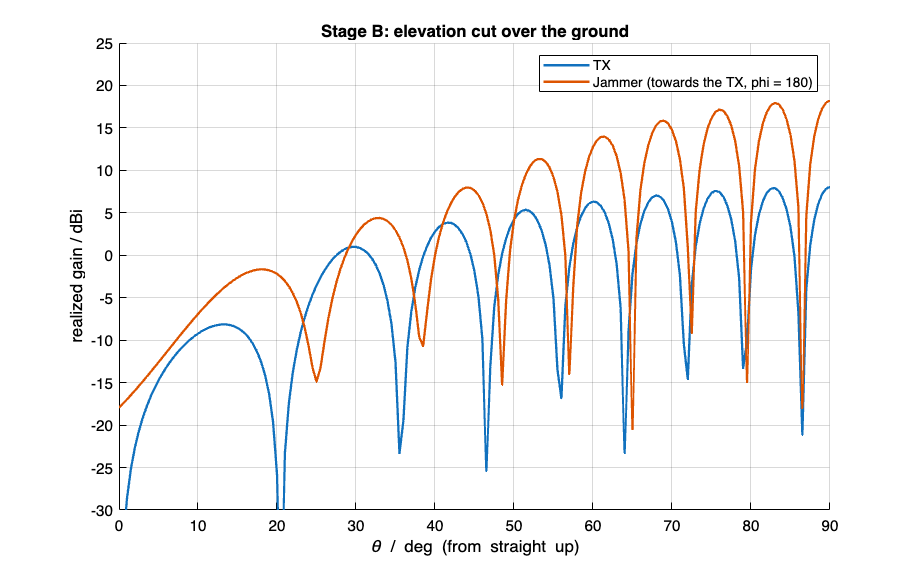 Stage B: elevation cut over the ground
TX
Jammer (towards the TX, phi = 180)
realized gain / dBi
25
20
15
10
5
0
-5
-10
-15
-20
-25
-30
0 10 20 30 40 50 60 70 80 90
θ / deg (from straight up)